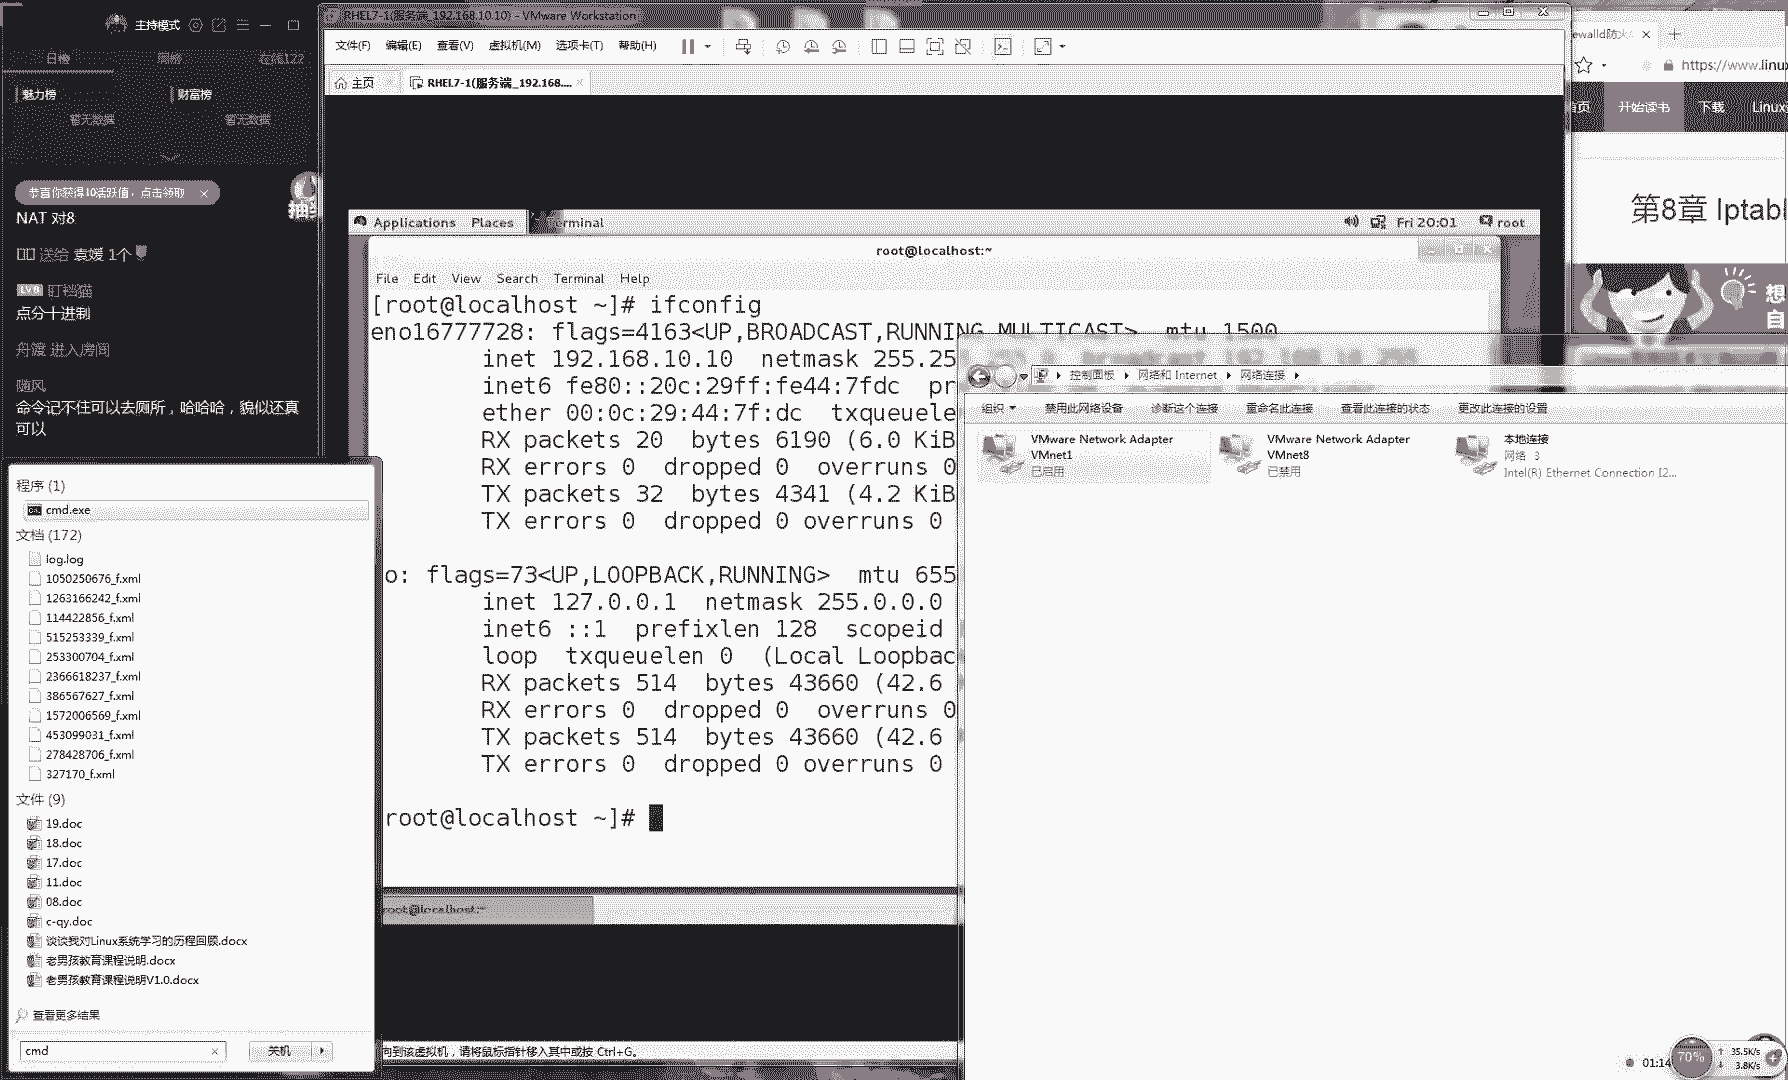 主持模式
日榜 周榜 在线122
魅力榜 财富榜
暂无数据 暂无数据
恭喜你获得10活跃值,点击领取 ×
NAT 对8
送给 袁媛 1个
LV8 盯裆猫
点分十进制
舟渡 进入房间
随风
命令记不住可以去厕所,哈哈哈,貌似还真
可以
程序 (1)
cmd.exe
文档 (172)
log.log
1050250676_f.xml
1263166242_f.xml
114422856_f.xml
515253339_f.xml
253300704_f.xml
2366618237_f.xml
386567627_f.xml
1572006569_f.xml
453099031_f.xml
278428706_f.xml
327170_f.xml
文件 (9)
19.doc
18.doc
17.doc
11.doc
08.doc
c-qy.doc
谈谈我对Linux系统学习的历程回顾.docx
老男孩教育课程说明.docx
老男孩教育课程说明V1.0.docx
查看更多结果
cmd
关机
RHEL7-1(服务端_192.168.10.10) - VMware Workstation
文件(F) 编辑(E) 查看(V) 虚拟机(M) 选项卡(T) 帮助(H)
主页 RHEL7-1(服务端_192.168....
Applications Places Terminal Fri 20:01 root
root@localhost:~
File Edit View Search Terminal Help
[root@localhost ~]# ifconfig
eno16777728: flags=4163<UP,BROADCAST,RUNNING,MULTICAST> mtu 1500
inet 192.168.10.10 netmask 255.25
inet6 fe80::20c:29ff:fe44:7fdc pr
ether 00:0c:29:44:7f:dc txqueuele
RX packets 20 bytes 6190 (6.0 KiB
RX errors 0 dropped 0 overruns 0
TX packets 32 bytes 4341 (4.2 KiB
TX errors 0 dropped 0 overruns 0
o: flags=73<UP,LOOPBACK,RUNNING> mtu 655
inet 127.0.0.1 netmask 255.0.0.0
inet6 ::1 prefixlen 128 scopeid
loop txqueuelen 0 (Local Loopbac
RX packets 514 bytes 43660 (42.6
RX errors 0 dropped 0 overruns 0
TX packets 514 bytes 43660 (42.6
TX errors 0 dropped 0 overruns 0
root@localhost ~]#
root@localhost:~
向到该虚拟机,请将鼠标指针移入其中或按 Ctrl+G。
控制面板 网络和 Internet 网络连接
组织 禁用此网络设备 诊断这个连接 重命名此连接 查看此连接的状态 更改此连接的设置
VMware Network Adapter
VMnet1
已启用
VMware Network Adapter
VMnet8
已禁用
本地连接
网络 3
Intel(R) Ethernet Connection I2...
ewalld防火
https://www.linu
首页 开始读书 下载 Linux
第8章 Iptabl
想
自
01:14
70%
35.5K/s
3.8K/s